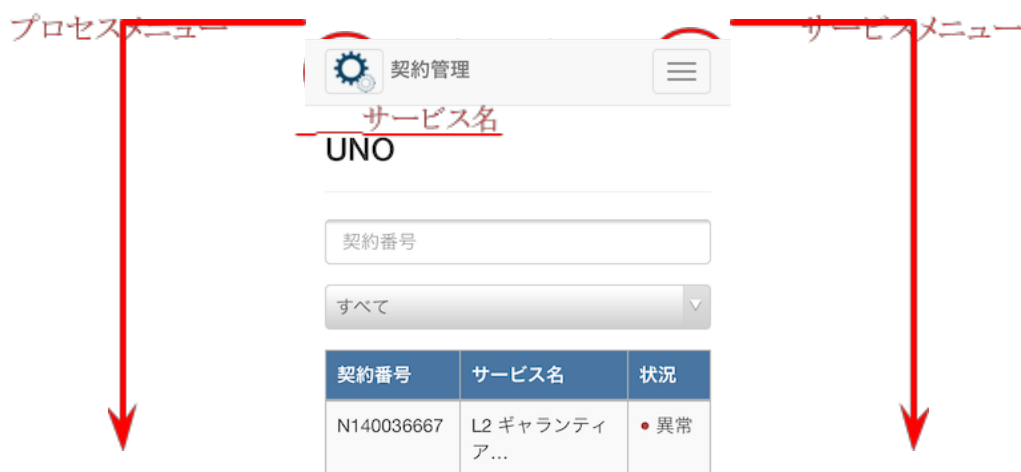 プロセスメニュー
サービスメニュー
契約管理
サービス名
UNO
契約番号
すべて
契約番号 サービス名 状況
N140036667 L2 ギャランティ ● 異常
ア...